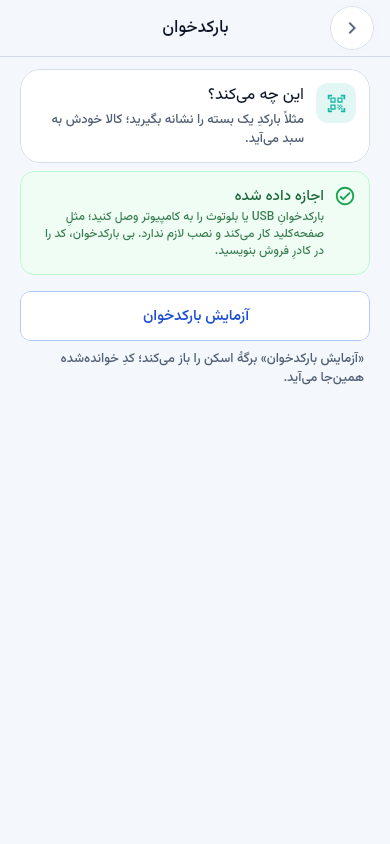 بارکدخوان
این چه می‌کند؟
مثلاً بارکدِ یک بسته را نشانه بگیرید؛ کالا خودش به
سبد می‌آید.
اجازه داده شده
بارکدخوانِ USB یا بلوتوث را به کامپیوتر وصل کنید؛ مثلِ
صفحه‌کلید کار می‌کند و نصب لازم ندارد. بی بارکدخوان، کد را
در کادرِ فروش بنویسید.
آزمایش بارکدخوان
«آزمایش بارکدخوان» برگهٔ اسکن را باز می‌کند؛ کدِ خوانده‌شده
همین‌جا می‌آید.